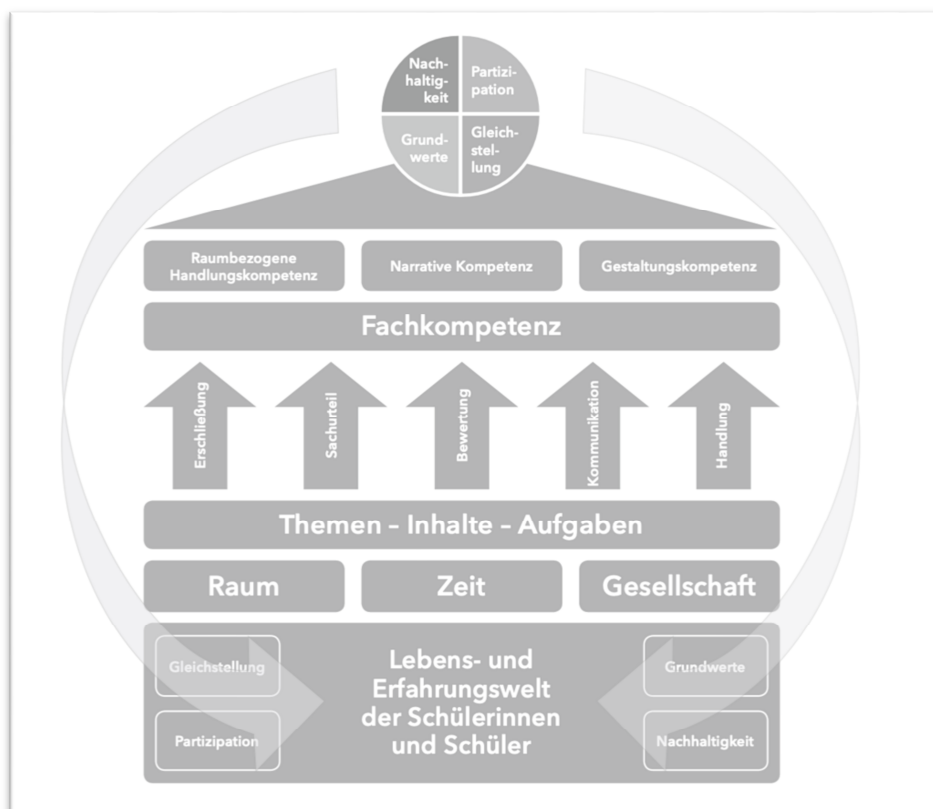 Nach-
haltig-
keit
Partizi-
pation
Grund-
werte
Gleich-
stel-
lung
Raumbezogene
Handlungskompetenz
Narrative Kompetenz
Gestaltungskompetenz
Fachkompetenz
Erschließung
Sachurteil
Bewertung
Kommunikation
Handlung
Themen – Inhalte – Aufgaben
Raum
Zeit
Gesellschaft
Gleichstellung
Partizipation
Lebens- und
Erfahrungswelt
der Schülerinnen
und Schüler
Grundwerte
Nachhaltigkeit